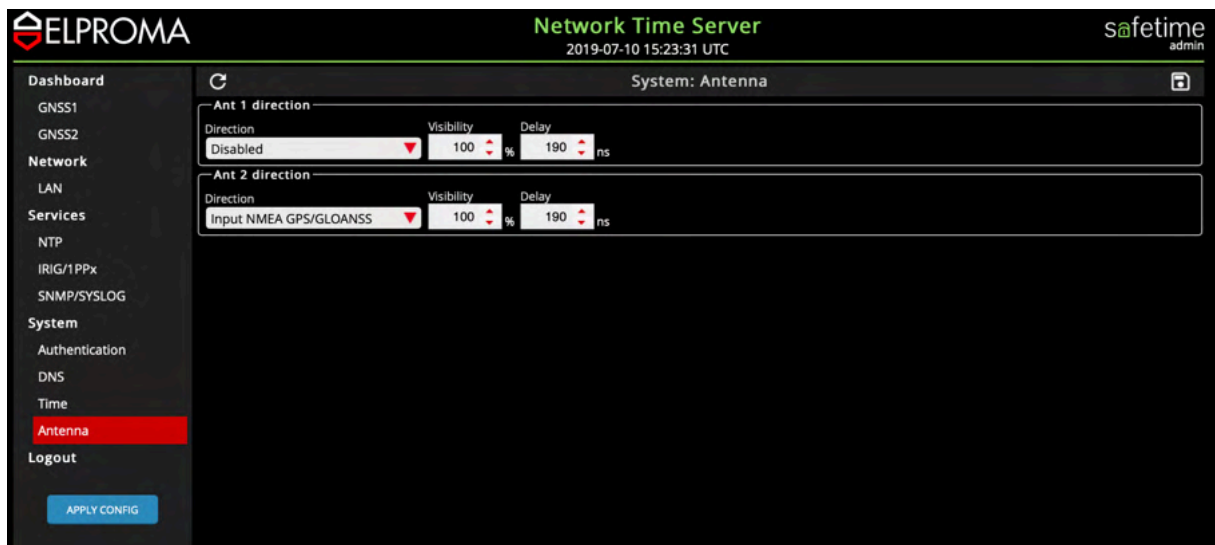 ELPROMA
Network Time Server
2019-07-10 15:23:31 UTC
safetime
admin
Dashboard
GNSS1
GNSS2
Network
LAN
Services
NTP
IRIG/1PPx
SNMP/SYSLOG
System
Authentication
DNS
Time
Antenna
Logout
APPLY CONFIG
System: Antenna
Ant 1 direction
Direction Visibility Delay
Disabled 100 % 190 ns
Ant 2 direction
Direction Visibility Delay
Input NMEA GPS/GLOANSS 100 % 190 ns